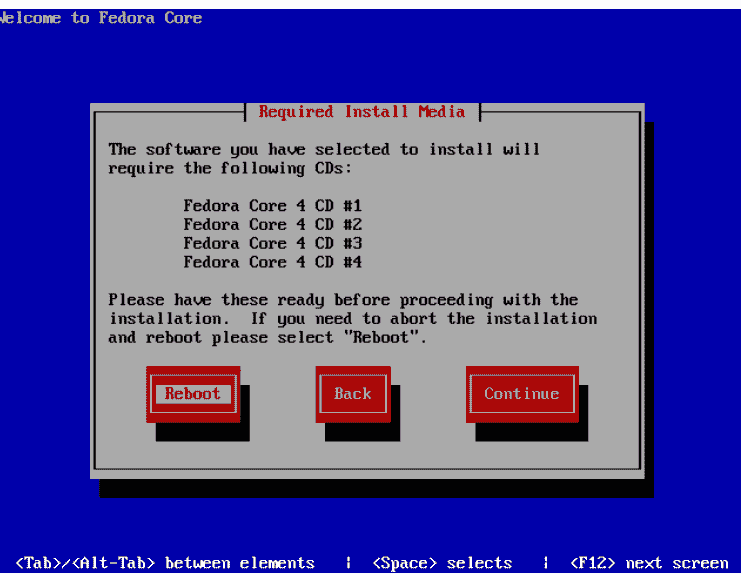 Welcome to Fedora Core
Required Install Media
The software you have selected to install will
require the following CDs:
Fedora Core 4 CD #1
Fedora Core 4 CD #2
Fedora Core 4 CD #3
Fedora Core 4 CD #4
Please have these ready before proceeding with the
installation.  If you need to abort the installation
and reboot please select "Reboot".
Reboot Back Continue
<Tab>/<Alt-Tab> between elements | <Space> selects | <F12> next screen